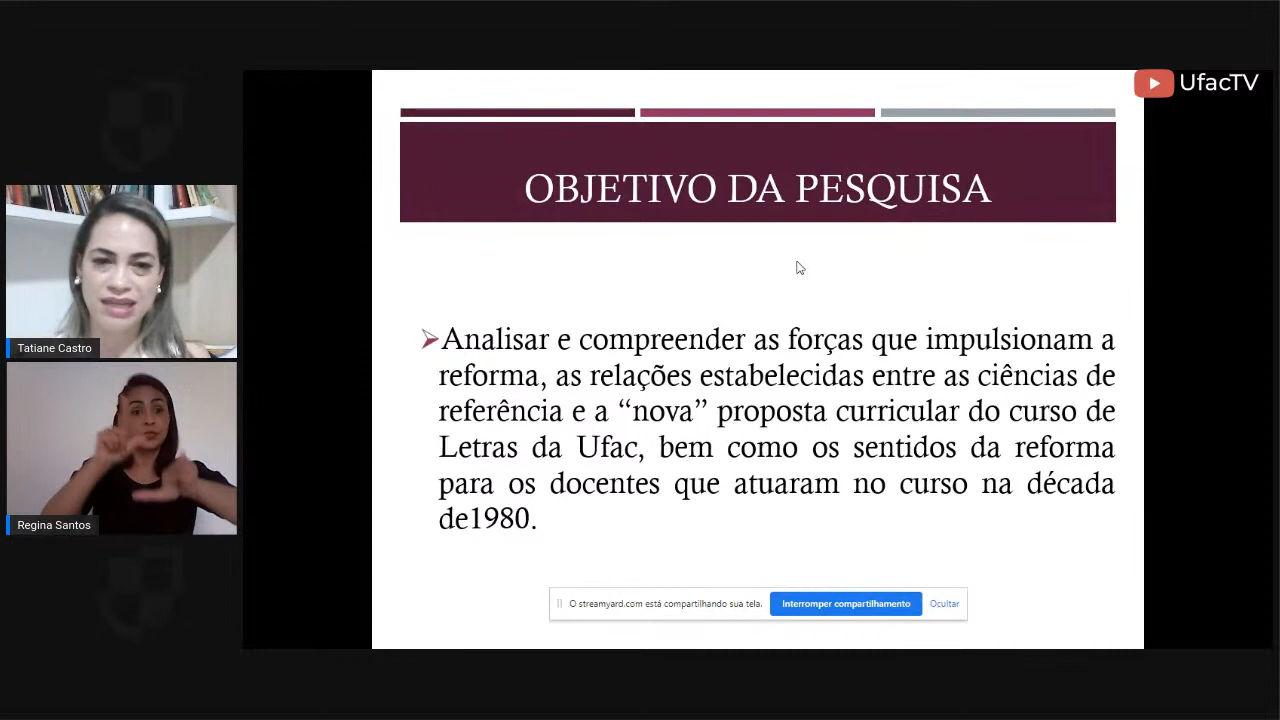 UfacTV
OBJETIVO DA PESQUISA
Analisar e compreender as forças que impulsionam a
reforma, as relações estabelecidas entre as ciências de
referência e a “nova” proposta curricular do curso de
Letras da Ufac, bem como os sentidos da reforma
para os docentes que atuaram no curso na década
de1980.
Tatiane Castro
Regina Santos
O streamyard.com está compartilhando sua tela.
Interromper compartilhamento
Ocultar